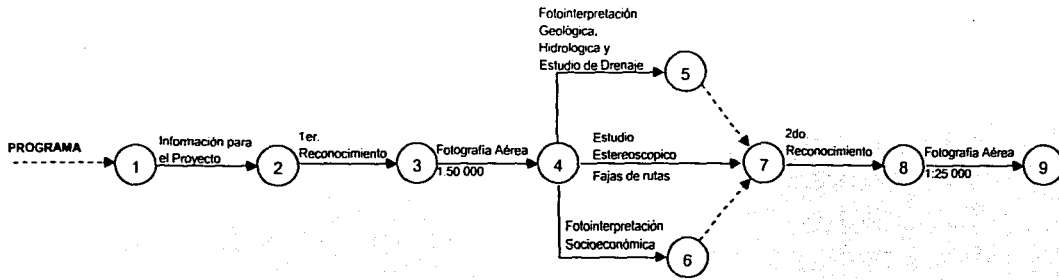 Fotointerpretación
Geológica,
Hidrologica y
Estudio de Drenaje
5
PROGRAMA
1
Información para
el Proyecto
2
1er.
Reconocimiento
3
Fotografia Aérea
1:50 000
4
Estudio
Estereoscopico
Fajas de rutas
7
2do.
Reconocimiento
8
Fotografia Aérea
1:25 000
9
Fotointerpretación
Socioeconómica
6